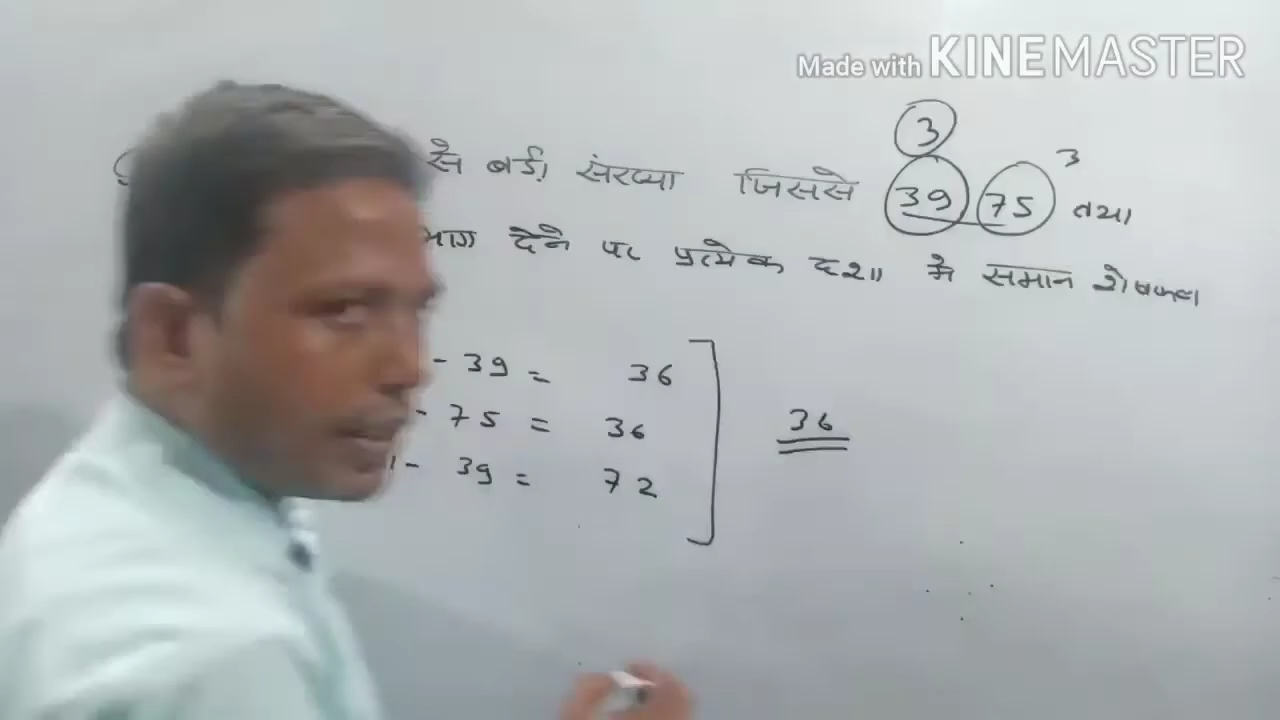 Made with KINEMASTER
3
से बडी संख्या जिससे 39 75 3 तथा
भाग देने पर प्रत्येक दशा मे समान शेषफल
- 39 = 36
- 75 = 36
1 - 39 = 72
36